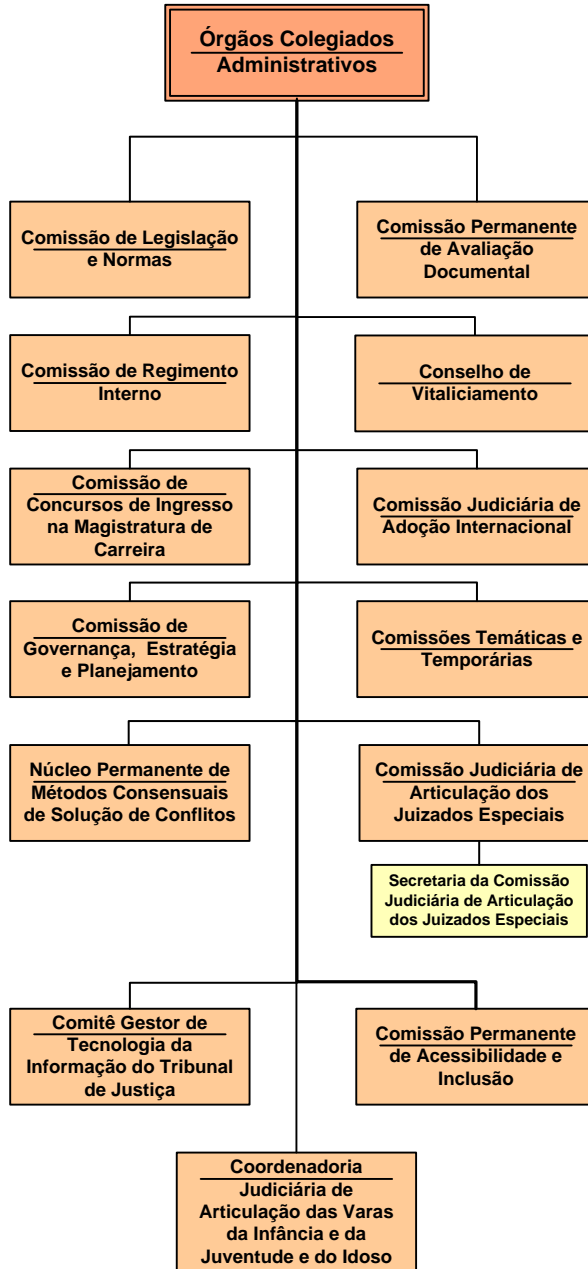 Órgãos Colegiados
Administrativos
Comissão de Legislação
e Normas
Comissão Permanente
de Avaliação
Documental
Comissão de Regimento
Interno
Conselho de
Vitaliciamento
Comissão de
Concursos de Ingresso
na Magistratura de
Carreira
Comissão Judiciária de
Adoção Internacional
Comissão de
Governança, Estratégia
e Planejamento
Comissões Temáticas e
Temporárias
Núcleo Permanente de
Métodos Consensuais
de Solução de Conflitos
Comissão Judiciária de
Articulação dos
Juizados Especiais
Secretaria da Comissão
Judiciária de Articulação
dos Juizados Especiais
Comitê Gestor de
Tecnologia da
Informação do Tribunal
de Justiça
Comissão Permanente
de Acessibilidade e
Inclusão
Coordenadoria
Judiciária de
Articulação das Varas
da Infância e da
Juventude e do Idoso